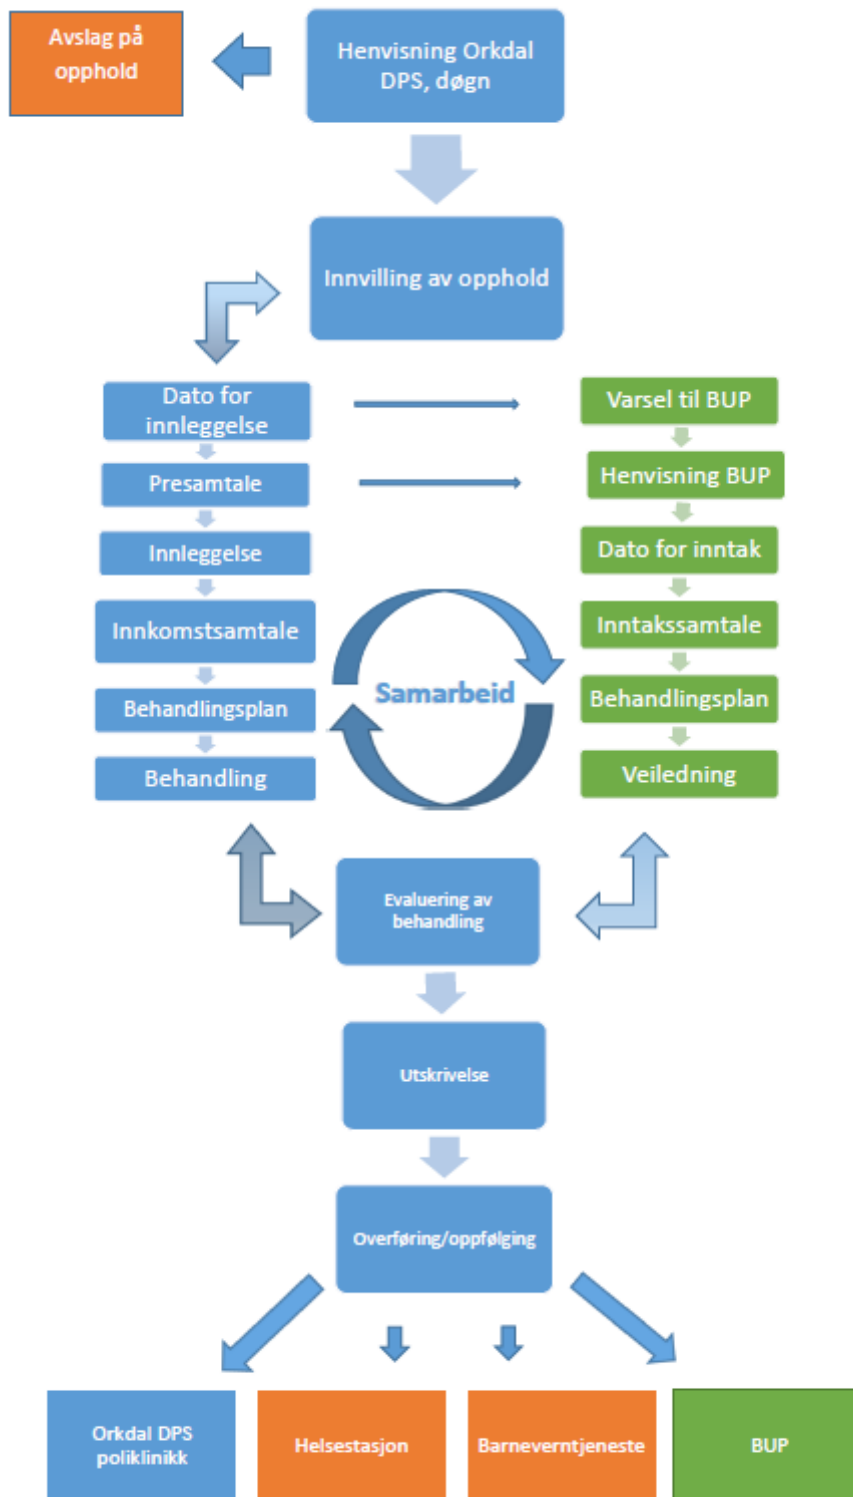 Avslag på
opphold
Henvisning Orkdal
DPS, døgn
Innvilling av opphold
Dato for
innleggelse
Varsel til BUP
Presamtale
Henvisning BUP
Innleggelse
Dato for inntak
Innkomstsamtale
Inntakssamtale
Samarbeid
Behandlingsplan
Behandlingsplan
Behandling
Veiledning
Evaluering av
behandling
Utskrivelse
Overføring/oppfølging
Orkdal DPS
poliklinikk
Helsestasjon
Barneverntjeneste
BUP